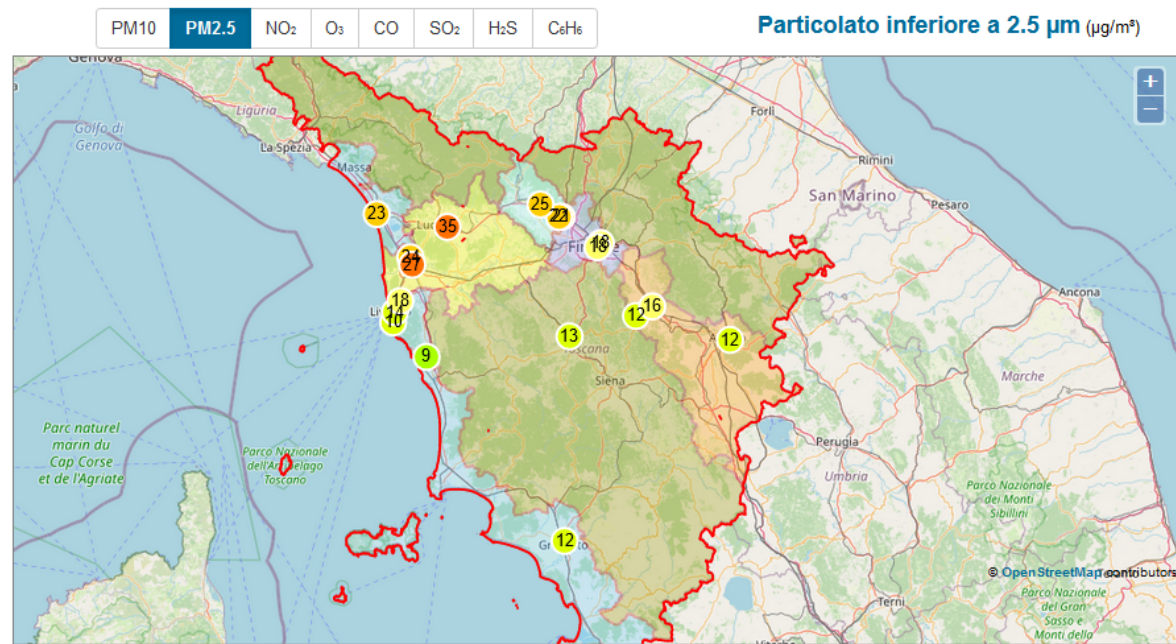 PM10 PM2.5 NO₂ O₃ CO SO₂ H₂S C₆H₆
Particolato inferiore a 2.5 µm (µg/m³)
Genova
+
−
Liguria
Forlì
Golfo di
Genova
La Spezia
Massa
Rimini
San Marino
Pesaro
25
23
22
21
35
18
18
24
27
Ancona
18
16
14
12
10
13
12
Toscana
9
Siena
Marche
Parc naturel
marin du
Cap Corse
et de l'Agriate
Parco Nazionale
dell'Arcipelago
Toscano
Perugia
Umbria
Parco Nazionale
dei Monti
Sibillini
12
© OpenStreetMap contributors
Parco Nazionale
del Gran
Sasso e
Monti della
Terni